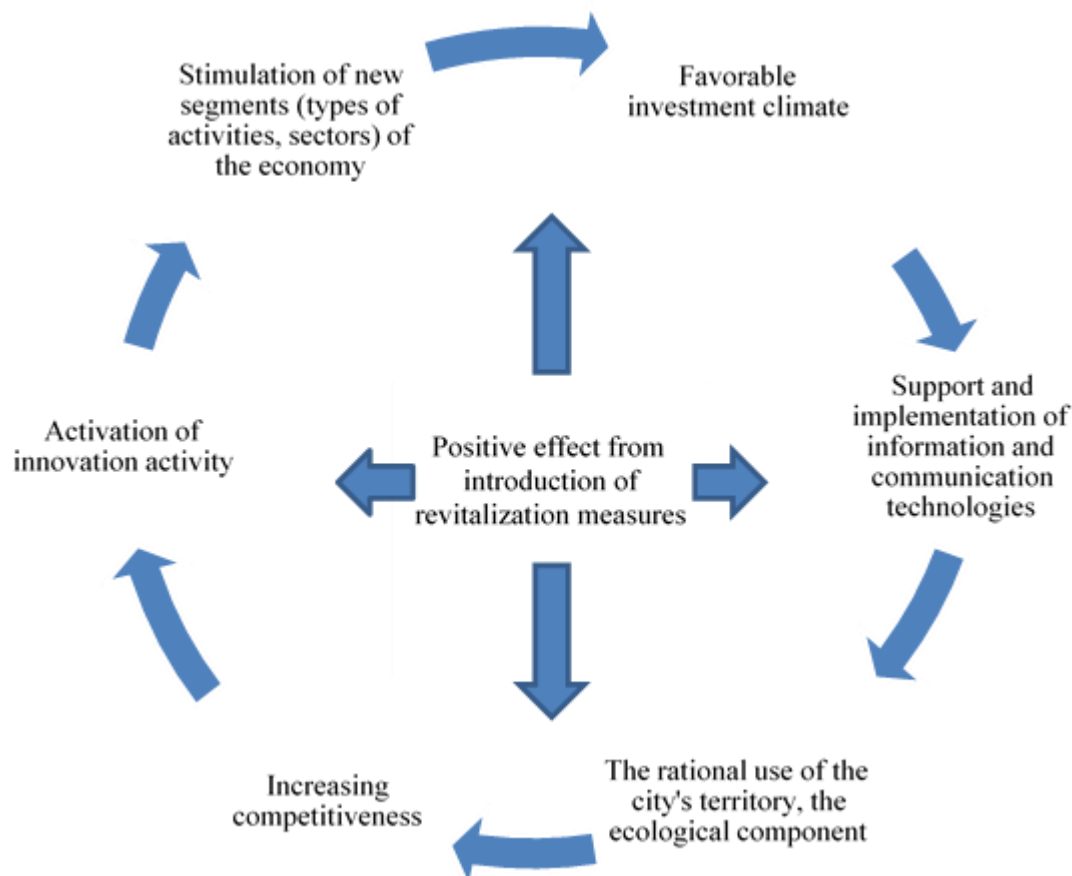 Stimulation of new
segments (types of
activities, sectors) of
the economy
Favorable
investment climate
Support and
implementation of
information and
communication
technologies
Activation of
innovation activity
Positive effect from
introduction of
revitalization measures
Increasing
competitiveness
The rational use of the
city's territory, the
ecological component